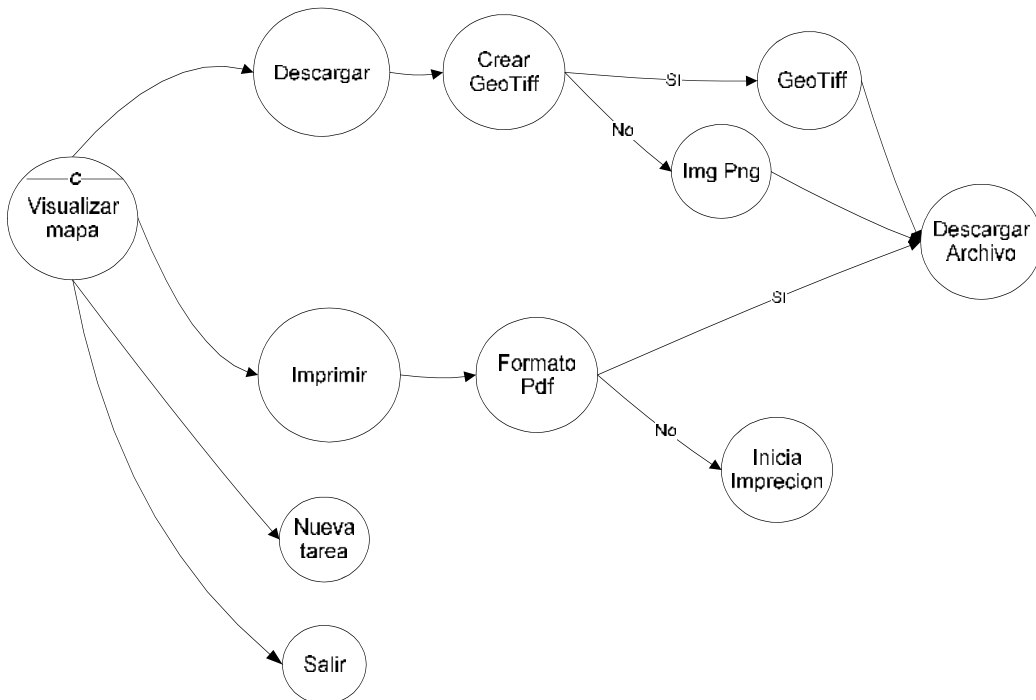 Descargar
Crear
GeoTiff
SI
GeoTiff
No
Img Png
C
Visualizar
mapa
Descargar
Archivo
SI
Imprimir
Formato
Pdf
No
Inicia
Imprecion
Nueva
tarea
Salir